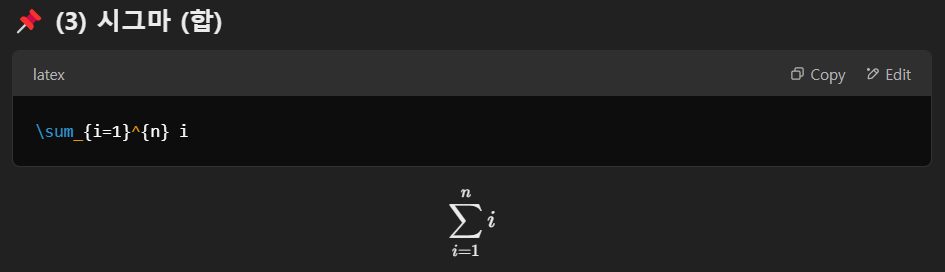 📌 (3) 시그마 (합)
latex
Copy
Edit
\sum_{i=1}^{n} i
n
∑ i
i=1